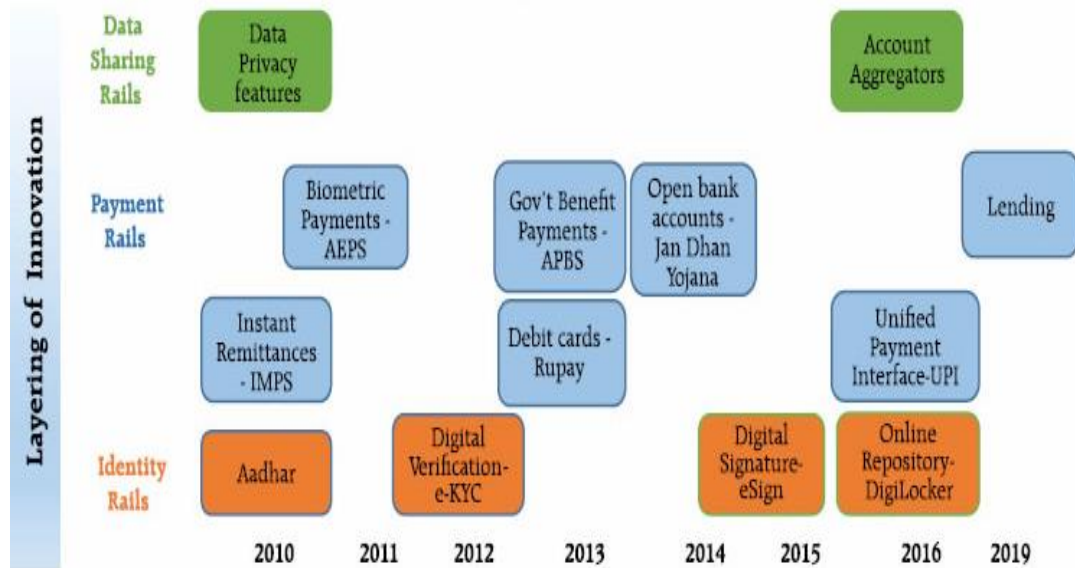 Layering of Innovation
Data
Sharing
Rails
Data
Privacy
features
Account
Aggregators
Payment
Rails
Biometric
Payments -
AEPS
Gov't Benefit
Payments -
APBS
Open bank
accounts -
Jan Dhan
Yojana
Lending
Instant
Remittances
- IMPS
Debit cards -
Rupay
Unified
Payment
Interface-UPI
Identity
Rails
Aadhar
Digital
Verification-
e-KYC
Digital
Signature-
eSign
Online
Repository-
DigiLocker
2010 2011 2012 2013 2014 2015 2016 2019